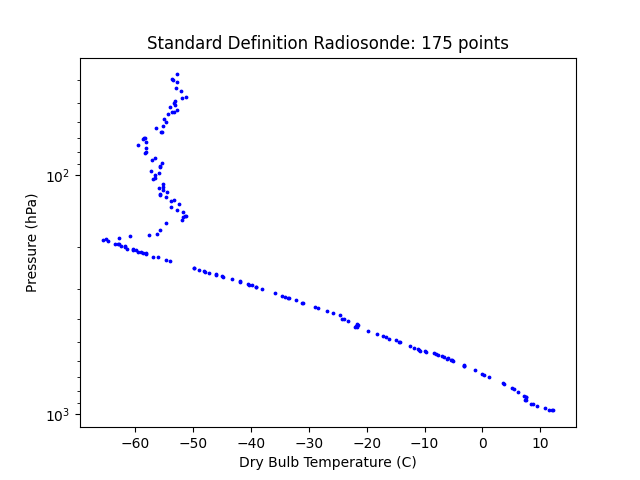 Standard Definition Radiosonde: 175 points
Pressure (hPa)
10²
10³
−60 −50 −40 −30 −20 −10 0 10
Dry Bulb Temperature (C)